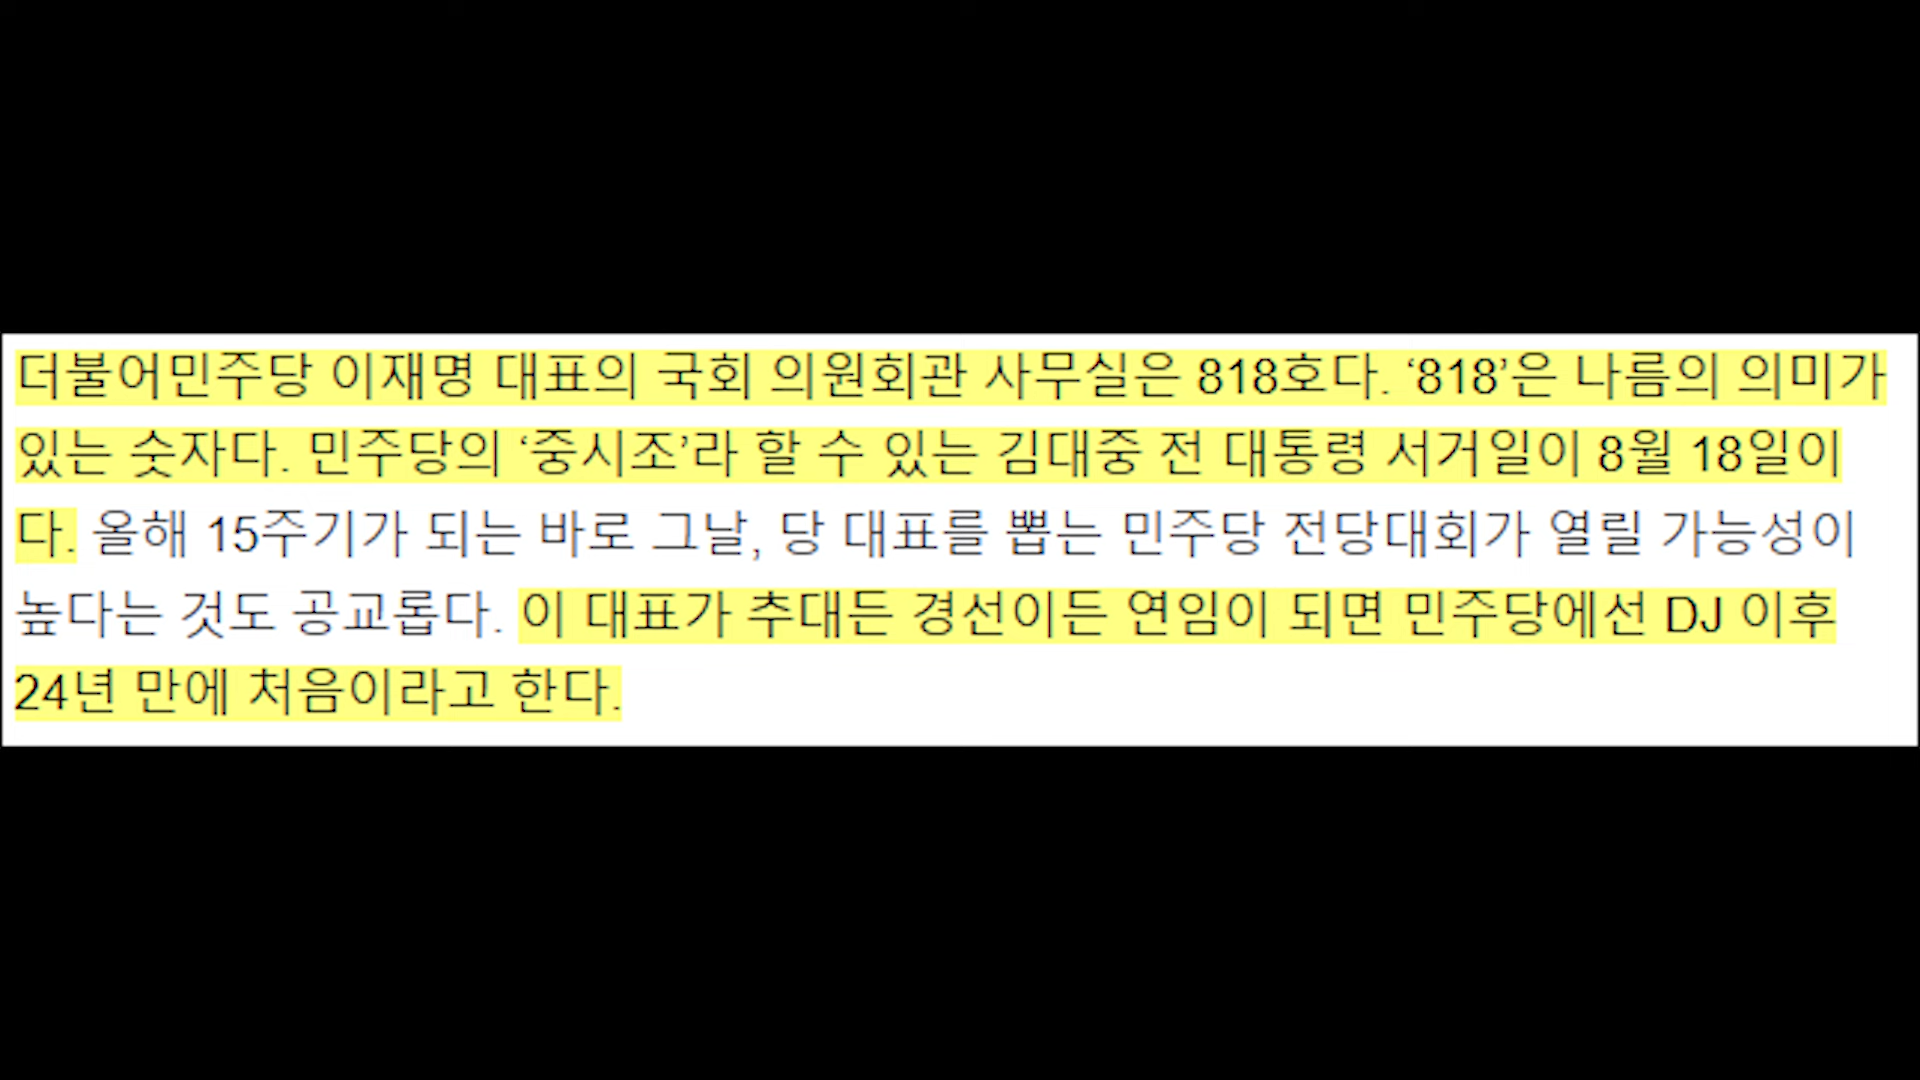 더불어민주당 이재명 대표의 국회 의원회관 사무실은 818호다. ‘818’은 나름의 의미가
있는 숫자다. 민주당의 ‘중시조’라 할 수 있는 김대중 전 대통령 서거일이 8월 18일이
다. 올해 15주기가 되는 바로 그날, 당 대표를 뽑는 민주당 전당대회가 열릴 가능성이
높다는 것도 공교롭다. 이 대표가 추대든 경선이든 연임이 되면 민주당에선 DJ 이후
24년 만에 처음이라고 한다.